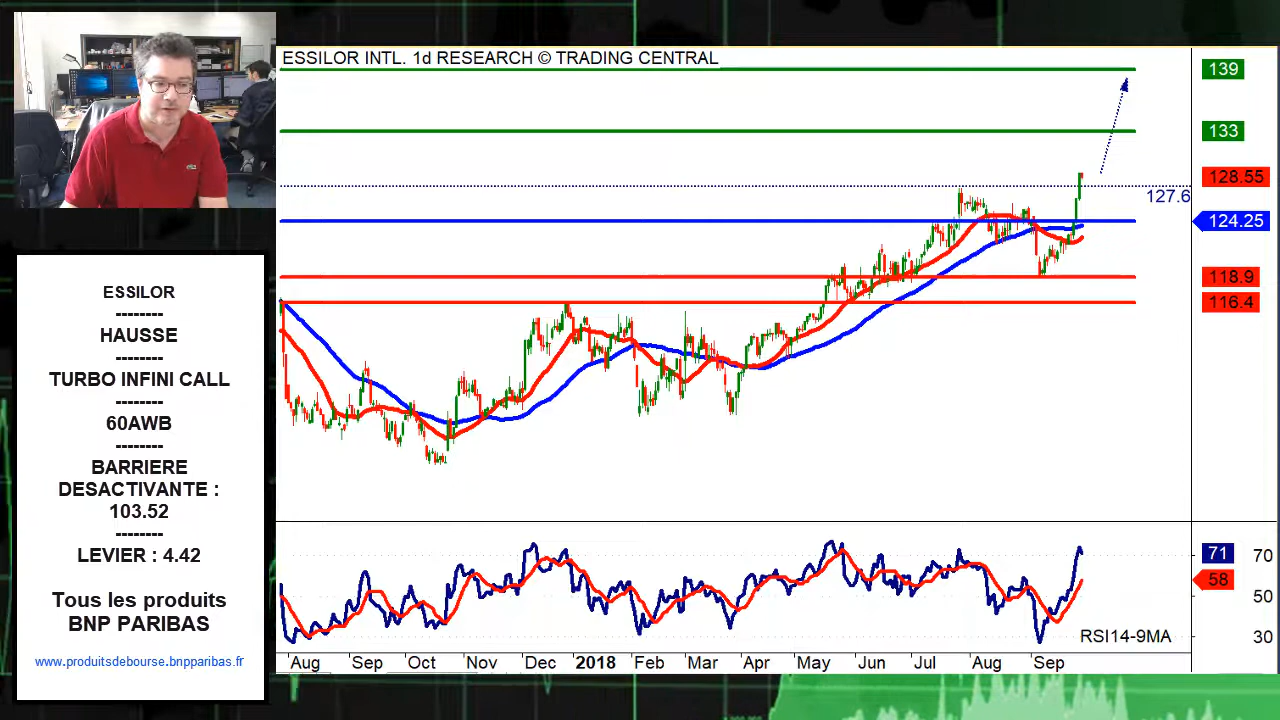 ESSILOR INTL. 1d RESEARCH © TRADING CENTRAL
139
133
128.55
127.6
124.25
118.9
116.4
ESSILOR
--------
HAUSSE
--------
TURBO INFINI CALL
--------
60AWB
--------
BARRIERE
DESACTIVANTE :
103.52
--------
LEVIER : 4.42
Tous les produits
BNP PARIBAS
www.produitsdebourse.bnpparibas.fr
71
70
58
50
30
RSI14-9MA
Aug Sep Oct Nov Dec 2018 Feb Mar Apr May Jun Jul Aug Sep